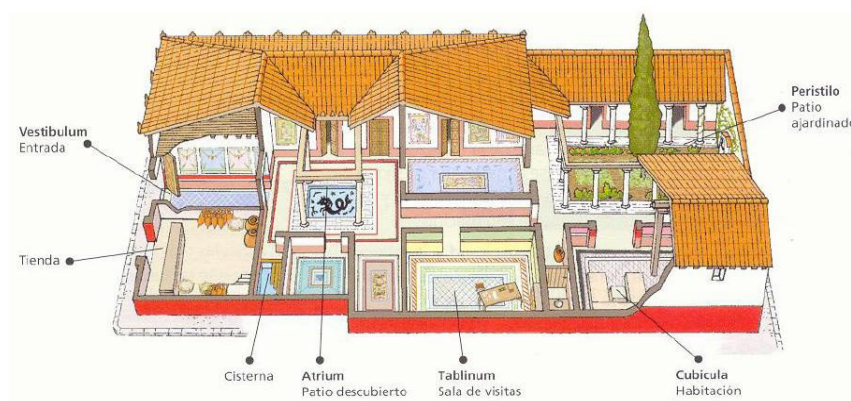 Peristilo
Patio
ajardinado
Vestibulum
Entrada
Tienda
Cisterna
Atrium
Patio descubierto
Tablinum
Sala de visitas
Cubicula
Habitación